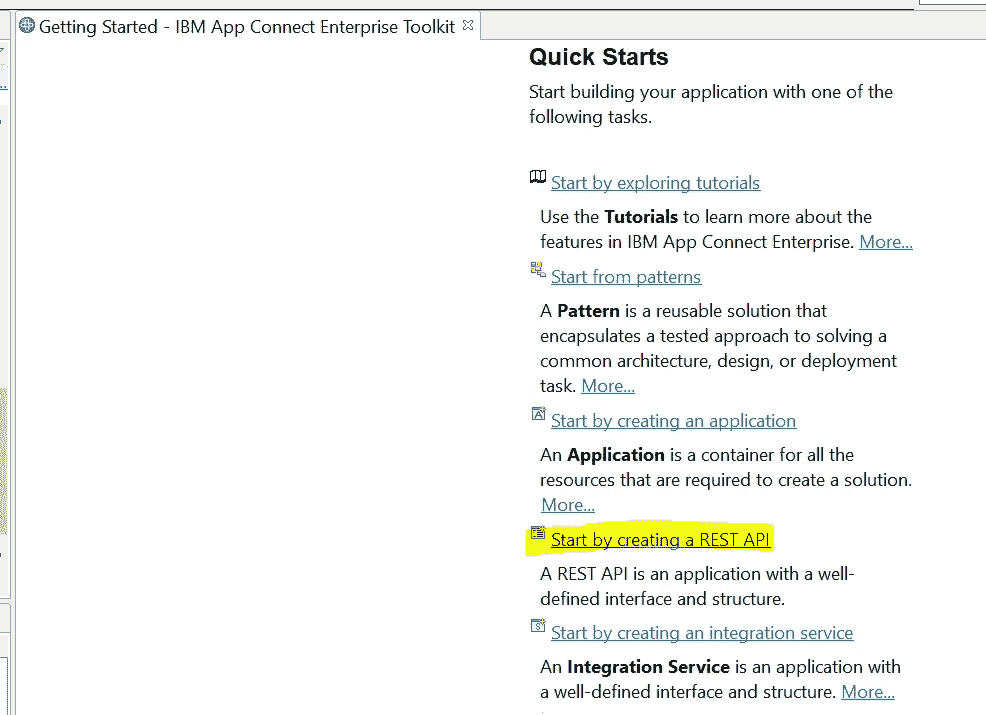 Getting Started - IBM App Connect Enterprise Toolkit
Quick Starts
Start building your application with one of the
following tasks.
Start by exploring tutorials
Use the Tutorials to learn more about the
features in IBM App Connect Enterprise. More...
Start from patterns
A Pattern is a reusable solution that
encapsulates a tested approach to solving a
common architecture, design, or deployment
task. More...
Start by creating an application
An Application is a container for all the
resources that are required to create a solution.
More...
Start by creating a REST API
A REST API is an application with a well-
defined interface and structure.
Start by creating an integration service
An Integration Service is an application with
a well-defined interface and structure. More...